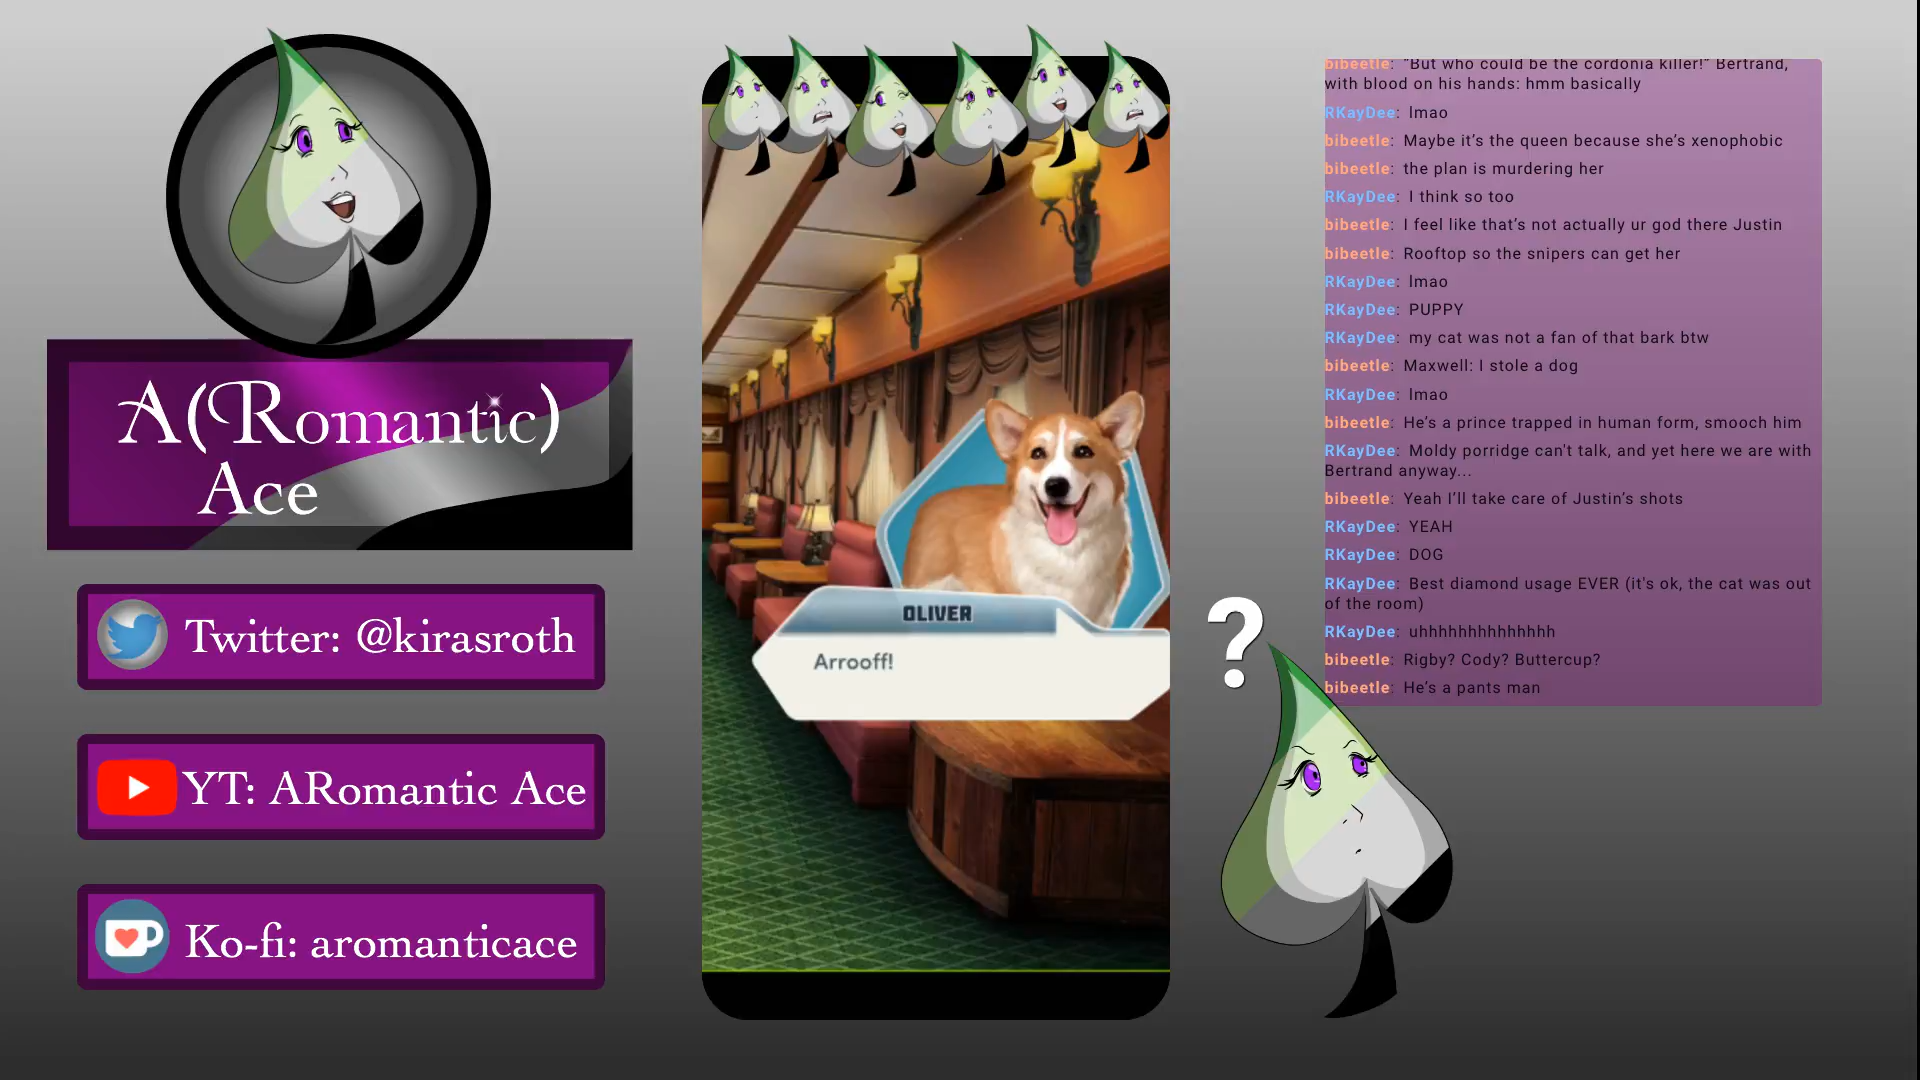 A(Romantic)
Ace
Twitter: @kirasroth
YT: ARomantic Ace
Ko-fi: aromanticace
OLIVER
Arrooff!
?
bibeetle: “But who could be the cordonia killer!” Bertrand,
with blood on his hands: hmm basically
RKayDee: lmao
bibeetle: Maybe it’s the queen because she’s xenophobic
bibeetle: the plan is murdering her
RKayDee: I think so too
bibeetle: I feel like that’s not actually ur god there Justin
bibeetle: Rooftop so the snipers can get her
RKayDee: lmao
RKayDee: PUPPY
RKayDee: my cat was not a fan of that bark btw
bibeetle: Maxwell: I stole a dog
RKayDee: lmao
bibeetle: He’s a prince trapped in human form, smooch him
RKayDee: Moldy porridge can't talk, and yet here we are with
Bertrand anyway...
bibeetle: Yeah I’ll take care of Justin’s shots
RKayDee: YEAH
RKayDee: DOG
RKayDee: Best diamond usage EVER (it's ok, the cat was out
of the room)
RKayDee: uhhhhhhhhhhhhhh
bibeetle: Rigby? Cody? Buttercup?
bibeetle: He’s a pants man